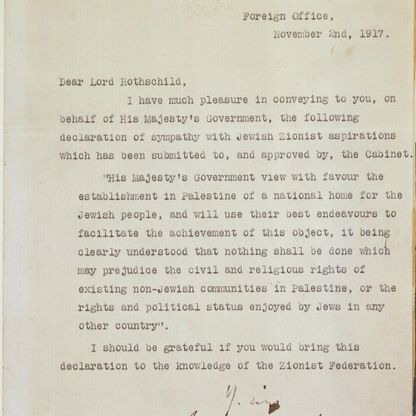 Foreign Office,
November 2nd, 1917.
Dear Lord Rothschild,
I have much pleasure in conveying to you, on
behalf of His Majesty's Government, the following
declaration of sympathy with Jewish Zionist aspirations
which has been submitted to, and approved by, the Cabinet.
"His Majesty's Government view with favour the
establishment in Palestine of a national home for the
Jewish people, and will use their best endeavours to
facilitate the achievement of this object, it being
clearly understood that nothing shall be done which
may prejudice the civil and religious rights of
existing non-Jewish communities in Palestine, or the
rights and political status enjoyed by Jews in any
other country".
I should be grateful if you would bring this
declaration to the knowledge of the Zionist Federation.